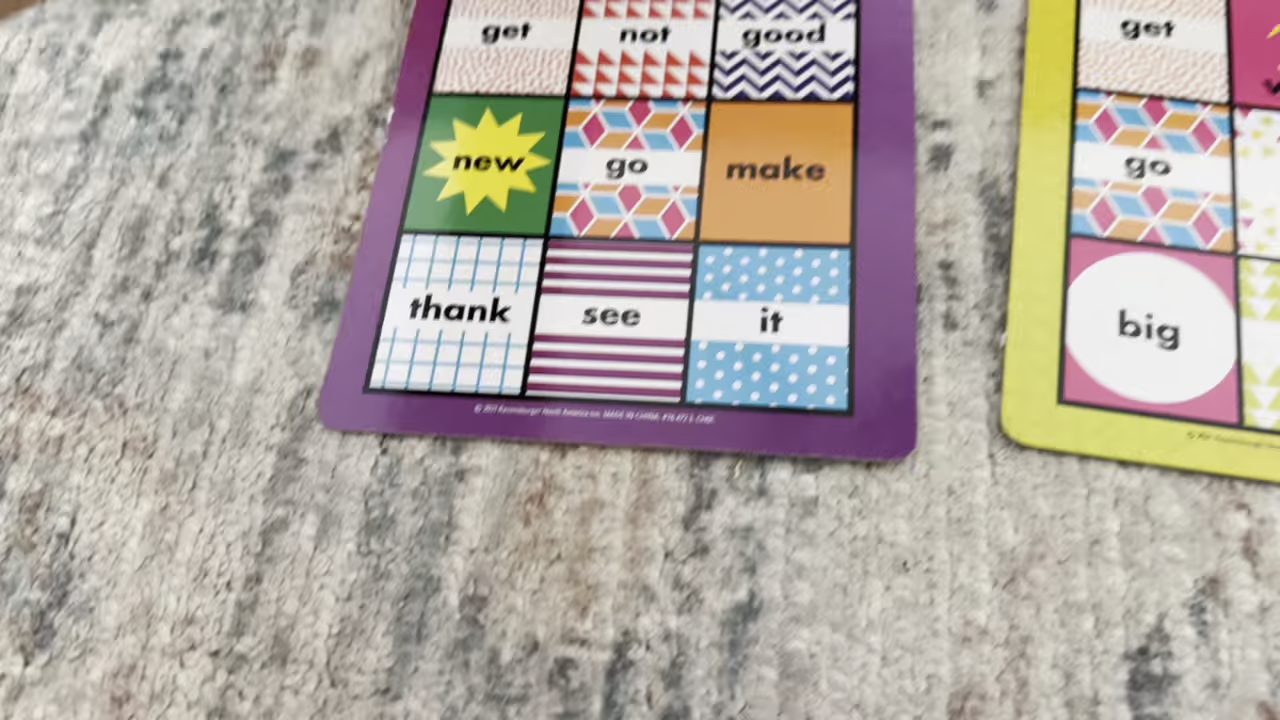 get not good
new go make
thank see it
get
go
big